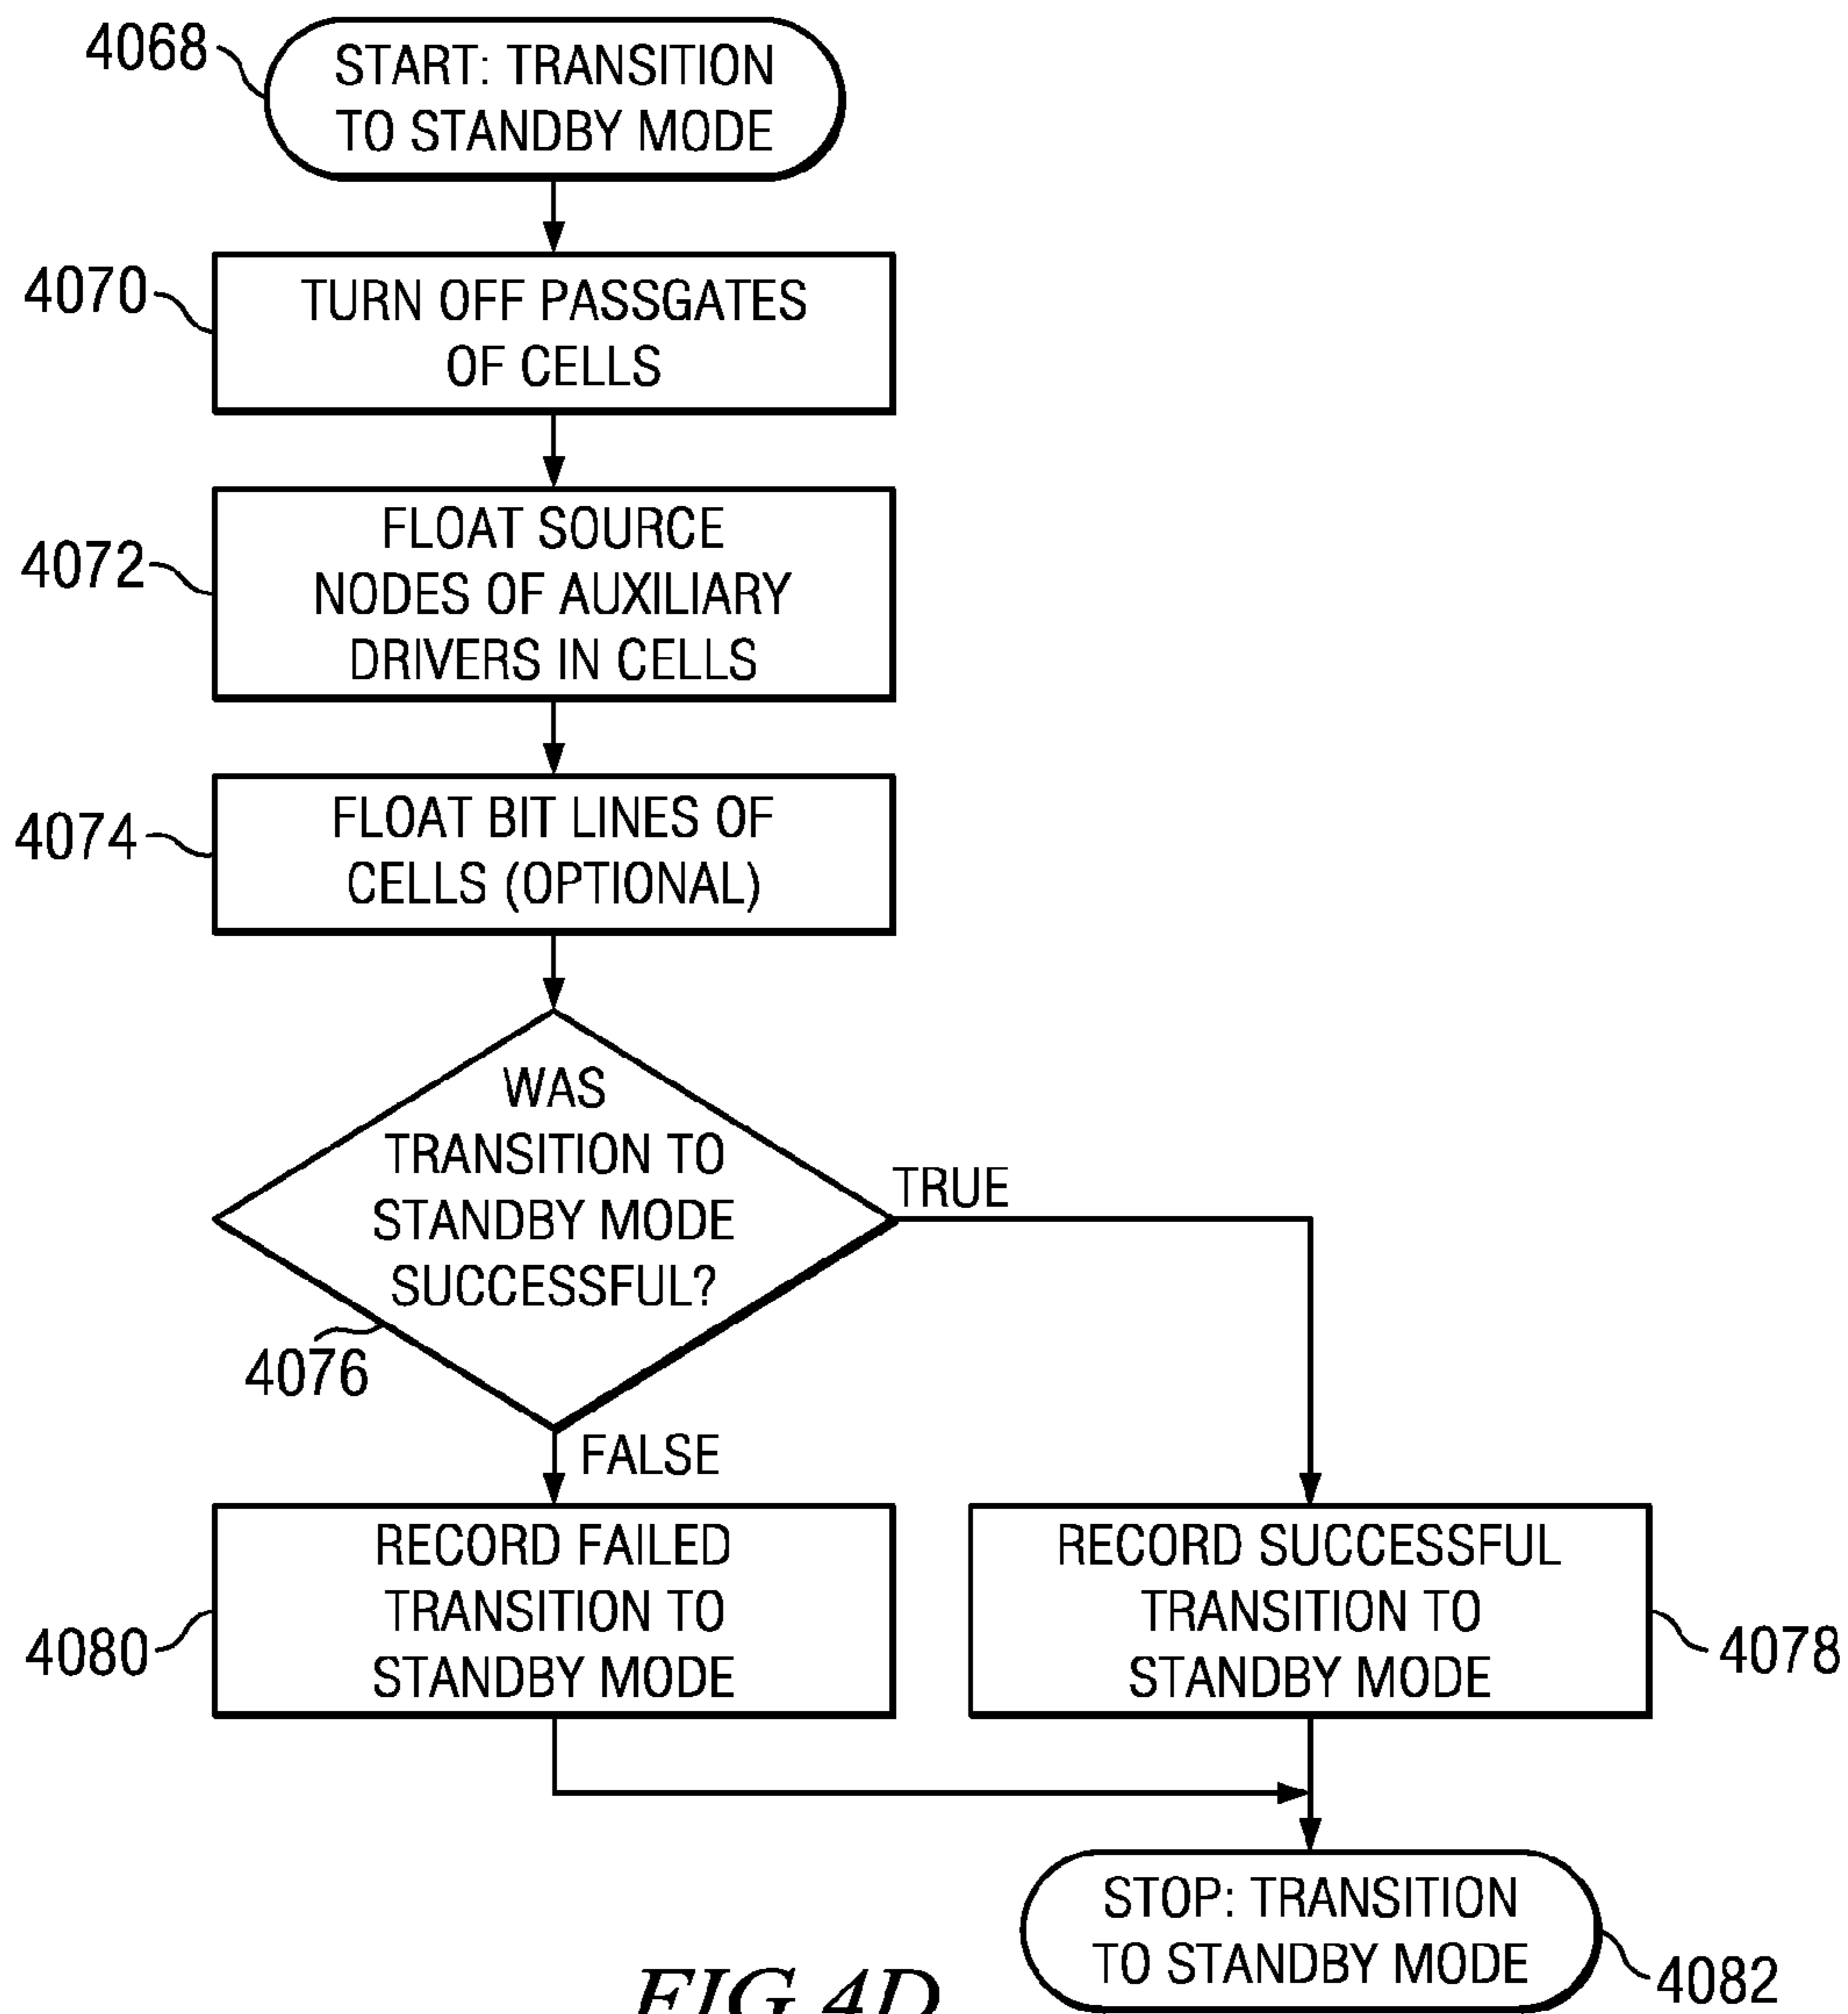 4068
START: TRANSITION
TO STANDBY MODE
4070
TURN OFF PASSGATES
OF CELLS
4072
FLOAT SOURCE
NODES OF AUXILIARY
DRIVERS IN CELLS
4074
FLOAT BIT LINES OF
CELLS (OPTIONAL)
WAS
TRANSITION TO
STANDBY MODE
SUCCESSFUL?
TRUE
4076
FALSE
4080
RECORD FAILED
TRANSITION TO
STANDBY MODE
RECORD SUCCESSFUL
TRANSITION TO
STANDBY MODE
4078
STOP: TRANSITION
TO STANDBY MODE
4082
FIG 4D